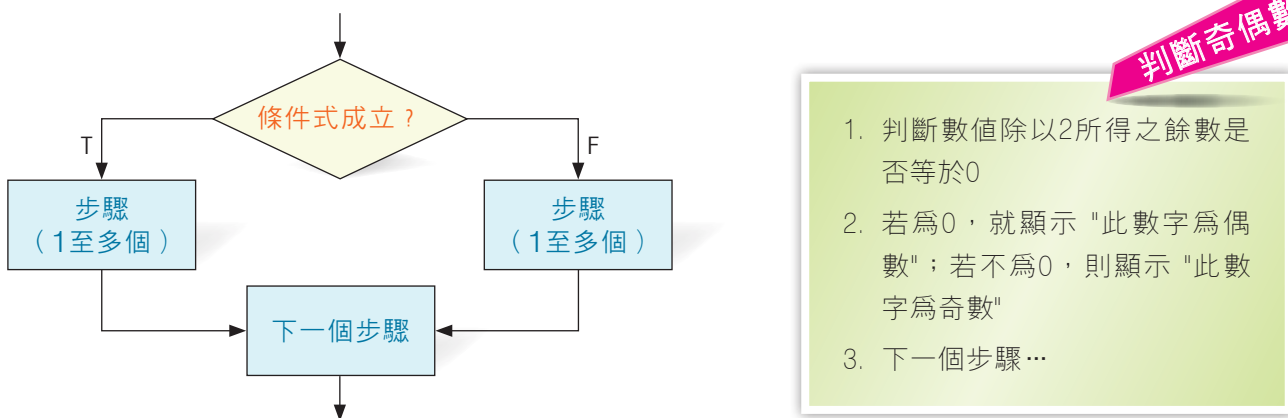 條件式成立？
T
F
步驟
（1至多個）
步驟
（1至多個）
下一個步驟
判斷奇偶數
1. 判斷數值除以2所得之餘數是
否等於0
2. 若為0，就顯示 "此數字為偶
數"；若不為0，則顯示 "此數
字為奇數"
3. 下一個步驟…